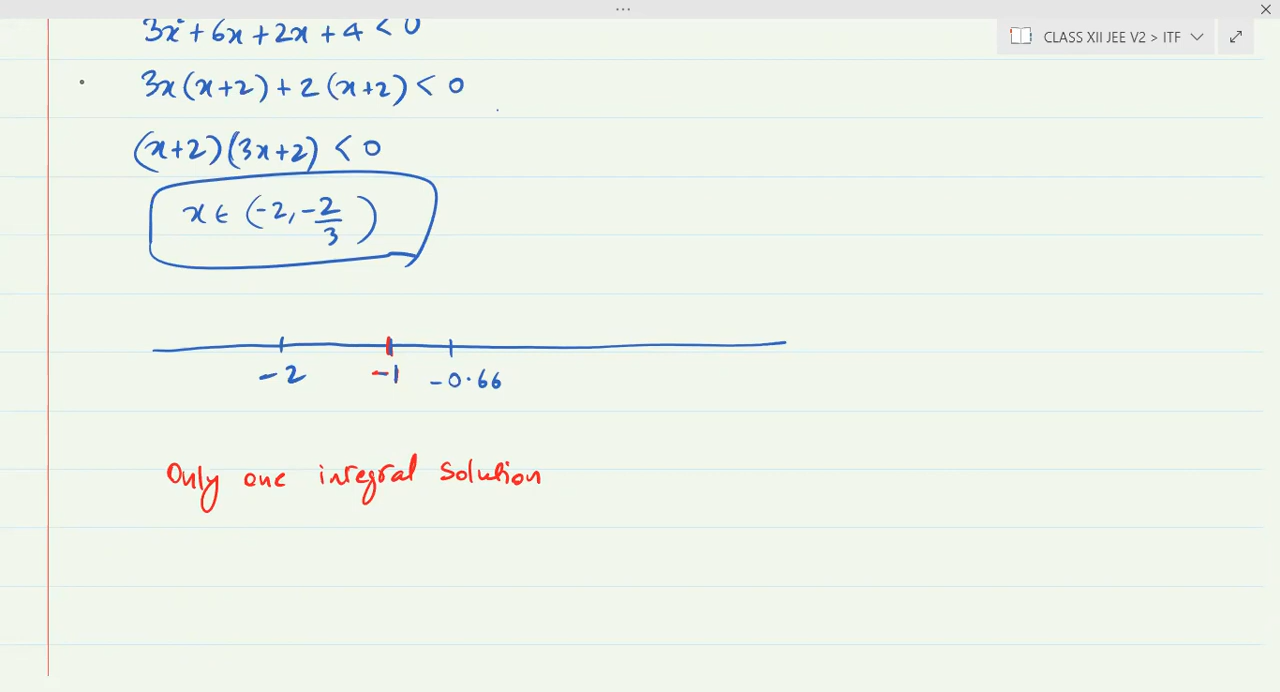 CLASS XII JEE V2 > ITF
3x² + 6x + 2x + 4 < 0
3x(x+2) + 2(x+2) < 0
(x+2)(3x+2) < 0
x ∈ (-2, -2/3)
-2 -1 -0.66
Only one integral solution